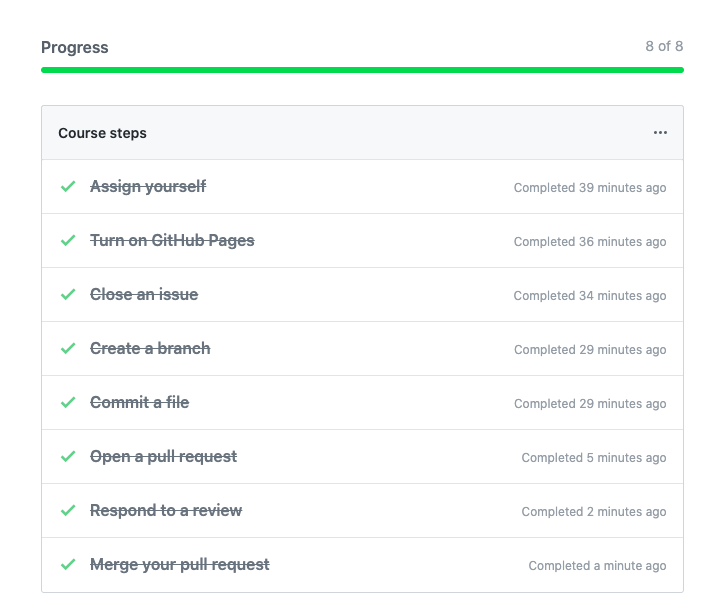 Progress
8 of 8
Course steps
Assign yourself
Completed 39 minutes ago
Turn on GitHub Pages
Completed 36 minutes ago
Close an issue
Completed 34 minutes ago
Create a branch
Completed 29 minutes ago
Commit a file
Completed 29 minutes ago
Open a pull request
Completed 5 minutes ago
Respond to a review
Completed 2 minutes ago
Merge your pull request
Completed a minute ago